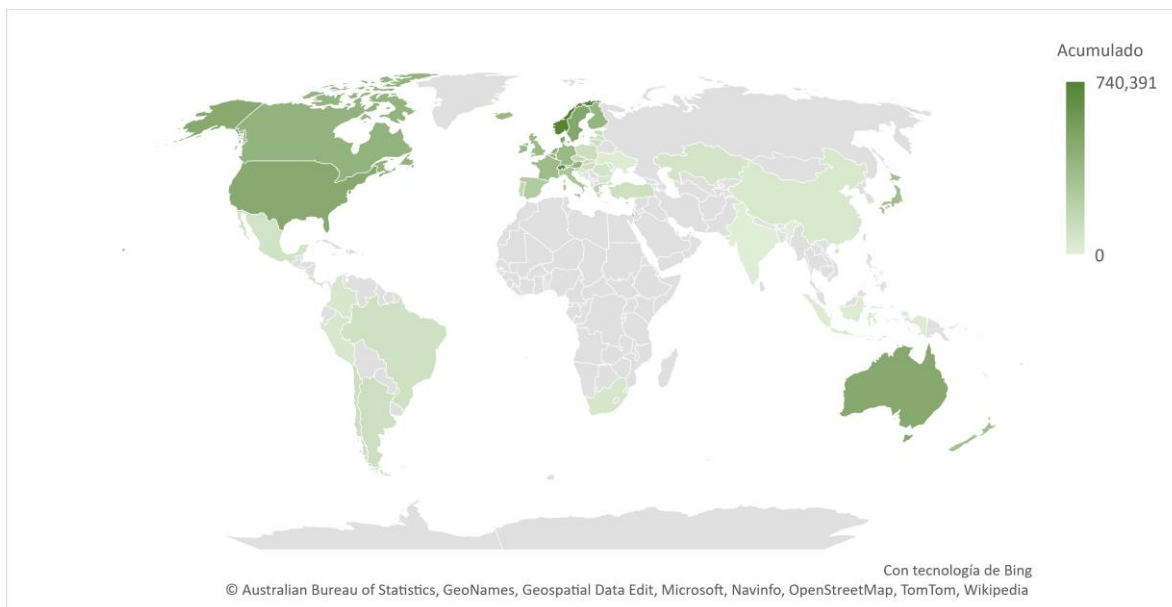 Acumulado
740,391
0
Con tecnología de Bing
© Australian Bureau of Statistics, GeoNames, Geospatial Data Edit, Microsoft, Navinfo, OpenStreetMap, TomTom, Wikipedia